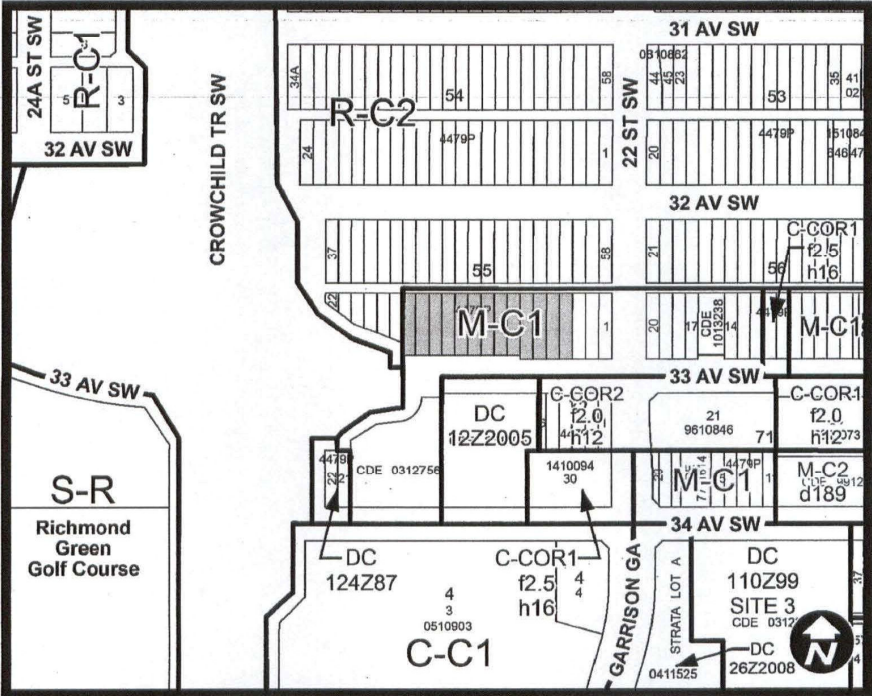 31 AV SW
24A ST SW
R-C1
5
3
32 AV SW
CROWCHILD TR SW
34A
54
58
R-C2
24
4479P
1
22 ST SW
0310862
44
45
23
53
35
41
20
4479P
32 AV SW
37
55
58
21
56
C-COR1
f2.5
h16
22
M-C1
1
20
17
CDE
1013238
14
M-C1
33 AV SW
33 AV SW
DC
12Z2005
C-COR2
f2.0
h12
21
9610846
71
C-COR1
f2.0
h12
S-R
Richmond
Green
Golf Course
4479P
22
CDE 0312756
1410094
30
M-C1
4479P
M-C2
d189
34 AV SW
DC
124Z87
C-COR1
f2.5
h16
4
3
0510903
4
4
C-C1
GARRISON GA
STRATA LOT A
0411525
DC
110Z99
SITE 3
DC
26Z2008
37
N